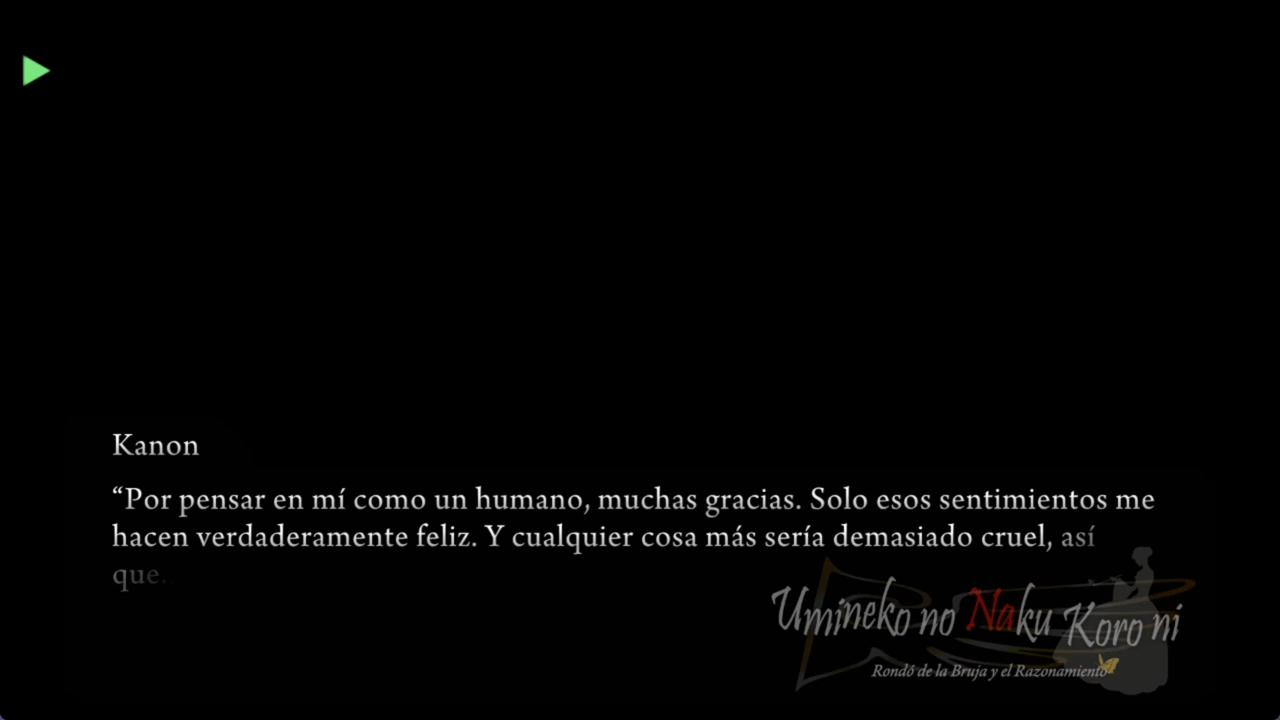 Kanon
“Por pensar en mí como un humano, muchas gracias. Solo esos sentimientos me
hacen verdaderamente feliz. Y cualquier cosa más sería demasiado cruel, así
que...
Umineko no Naku Koro ni
Rondó de la Bruja y el Razonamiento